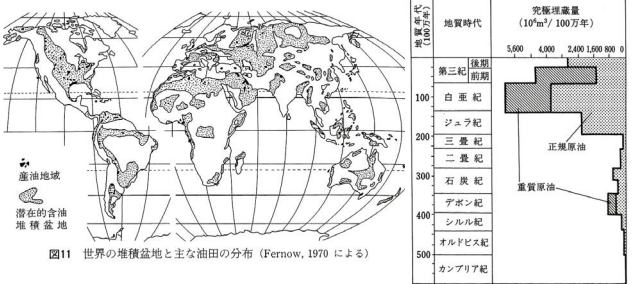 産油地域
潜在的含油
堆積盆地
図11 世界の堆積盆地と主な油田の分布 (Fernow, 1970 による)
地質年代
(100万年)
地質時代
究極埋蔵量
(10⁶m³/100万年)
5,600 4,000 2,400 1,600 800 0
第三紀 後期
前期
100 白亜紀
ジュラ紀
正規原油
三畳紀
200
二畳紀
300 石炭紀
重質原油
デボン紀
400
シルル紀
オルドビス紀
500
カンブリア紀